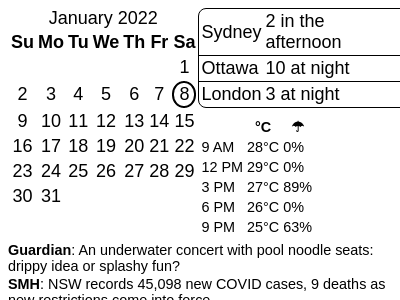 January 2022
Su Mo Tu We Th Fr Sa
1
2 3 4 5 6 7 8
9 10 11 12 13 14 15
16 17 18 19 20 21 22
23 24 25 26 27 28 29
30 31
Sydney 2 in the
afternoon
Ottawa 10 at night
London 3 at night
°C ☂
9 AM 28°C 0%
12 PM 29°C 0%
3 PM 27°C 89%
6 PM 26°C 0%
9 PM 25°C 63%
Guardian: An underwater concert with pool noodle seats:
drippy idea or splashy fun?
SMH: NSW records 45,098 new COVID cases, 9 deaths as
new restrictions come into force